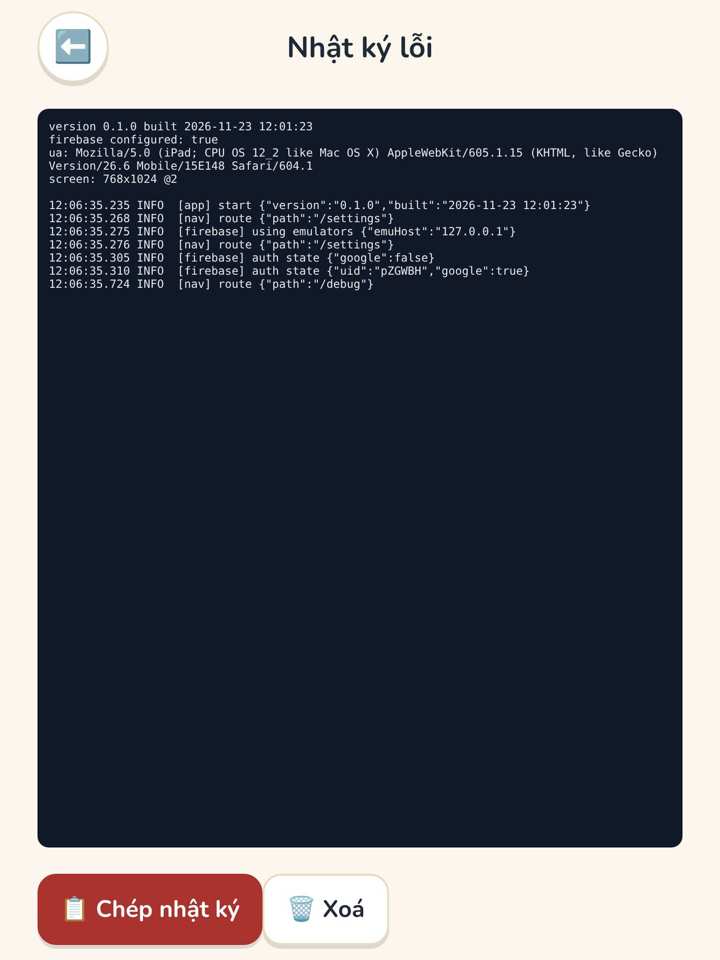 Nhật ký lỗi
version 0.1.0 built 2026-11-23 12:01:23
firebase configured: true
ua: Mozilla/5.0 (iPad; CPU OS 12_2 like Mac OS X) AppleWebKit/605.1.15 (KHTML, like Gecko)
Version/26.6 Mobile/15E148 Safari/604.1
screen: 768x1024 @2
12:06:35.235 INFO  [app] start {"version":"0.1.0","built":"2026-11-23 12:01:23"}
12:06:35.268 INFO  [nav] route {"path":"/settings"}
12:06:35.275 INFO  [firebase] using emulators {"emuHost":"127.0.0.1"}
12:06:35.276 INFO  [nav] route {"path":"/settings"}
12:06:35.305 INFO  [firebase] auth state {"google":false}
12:06:35.310 INFO  [firebase] auth state {"uid":"pZGWBH","google":true}
12:06:35.724 INFO  [nav] route {"path":"/debug"}
Chép nhật ký
Xoá